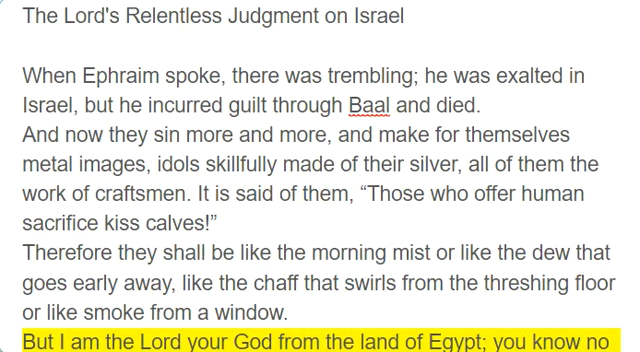 The Lord's Relentless Judgment on Israel
When Ephraim spoke, there was trembling; he was exalted in
Israel, but he incurred guilt through Baal and died.
And now they sin more and more, and make for themselves
metal images, idols skillfully made of their silver, all of them the
work of craftsmen. It is said of them, “Those who offer human
sacrifice kiss calves!”
Therefore they shall be like the morning mist or like the dew that
goes early away, like the chaff that swirls from the threshing floor
or like smoke from a window.
But I am the Lord your God from the land of Egypt; you know no